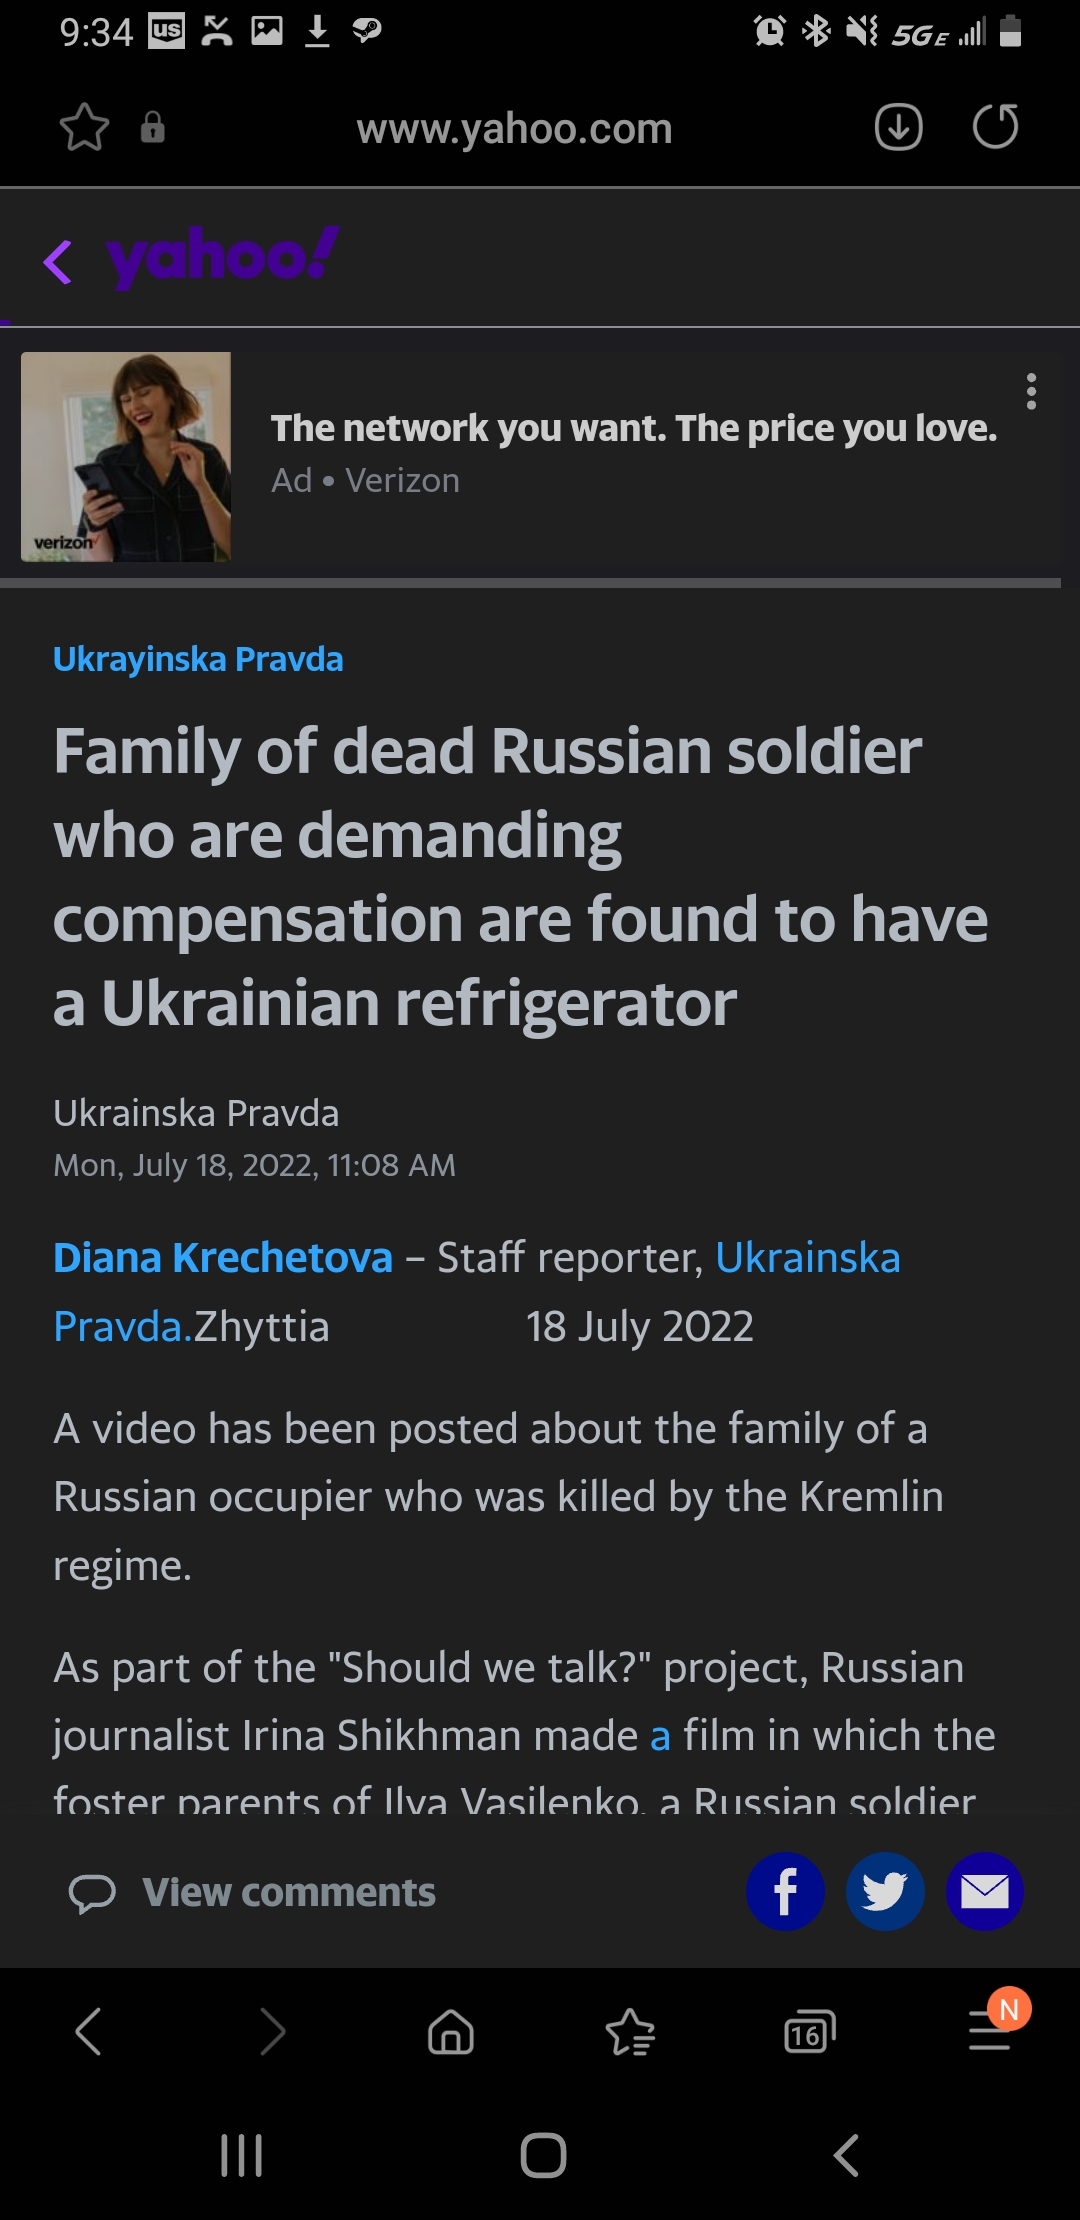 9:34 us 5GE
www.yahoo.com
yahoo!
The network you want. The price you love.
Ad • Verizon
verizon
Ukrayinska Pravda
Family of dead Russian soldier
who are demanding
compensation are found to have
a Ukrainian refrigerator
Ukrainska Pravda
Mon, July 18, 2022, 11:08 AM
Diana Krechetova – Staff reporter, Ukrainska
Pravda.Zhyttia 18 July 2022
A video has been posted about the family of a
Russian occupier who was killed by the Kremlin
regime.
As part of the "Should we talk?" project, Russian
journalist Irina Shikhman made a film in which the
foster parents of Ilya Vasilenko, a Russian soldier
View comments
16
N